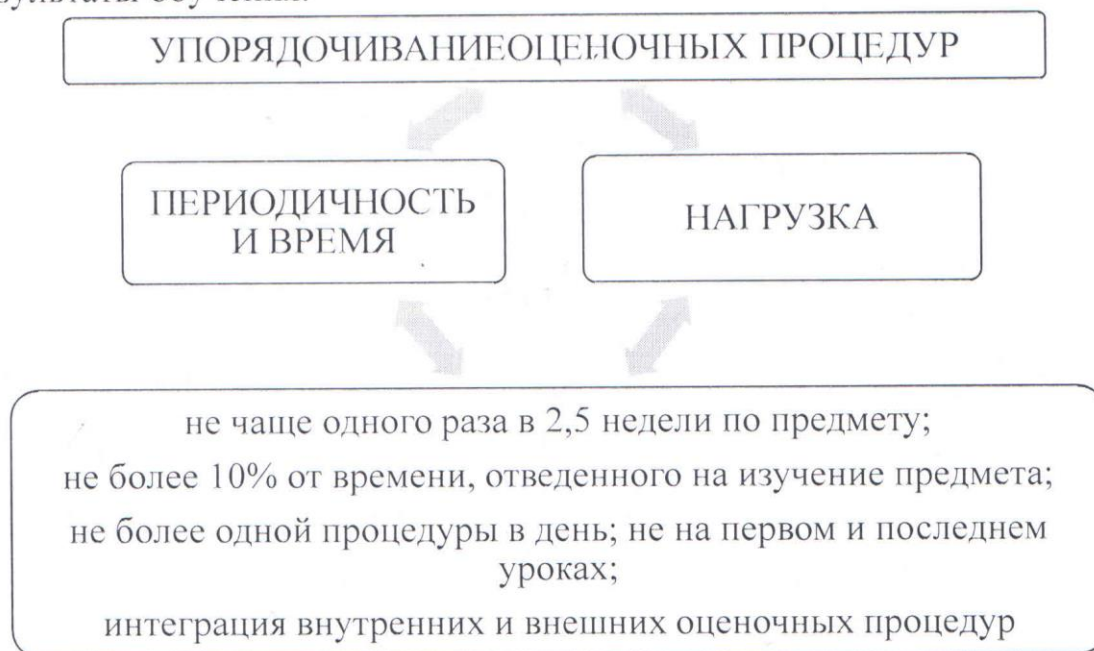 УПОРЯДОЧИВАНИЕОЦЕНОЧНЫХ ПРОЦЕДУР
ПЕРИОДИЧНОСТЬ
И ВРЕМЯ
НАГРУЗКА
не чаще одного раза в 2,5 недели по предмету;
не более 10% от времени, отведенного на изучение предмета;
не более одной процедуры в день; не на первом и последнем
уроках;
интеграция внутренних и внешних оценочных процедур